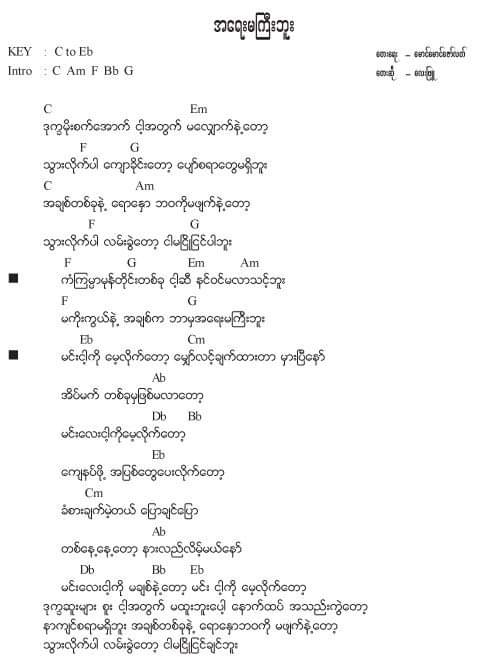 အရေးမကြီးဘူး
KEY : C to Eb
တေးရေး – မောင်မောင်ဇော်လတ်
Intro : C Am F Bb G
တေးဆို – လေးဖြူ
C Em
ဒုက္ခမိုးစက်အောက် ငါ့အတွက် မလျှောက်နဲ့တော့
F G
သွားလိုက်ပါ ကျောခိုင်းတော့ ပျော်စရာတွေမရှိဘူး
C Am
အချစ်တစ်ခုနဲ့ ရောနှော ဘဝကိုမဖျက်နဲ့တော့
F G
သွားလိုက်ပါ လမ်းခွဲတော့ ငါမငြိုငြင်ပါဘူး
F G Em Am
■ ကံကြမ္မာမုန်တိုင်းတစ်ခု ငါ့ဆီ နင်ဝင်မလာသင့်ဘူး
F G
မကိုးကွယ်နဲ့ အချစ်က ဘာမှအရေးမကြီးဘူး
Eb Cm
■ မင်းငါ့ကို မေ့လိုက်တော့ မျှော်လင့်ချက်ထားတာ မှားပြီနော်
Ab
အိပ်မက် တစ်ခုမှဖြစ်မလာတော့
Db Bb
မင်းလေးငါ့ကိုမေ့လိုက်တော့
Eb
ကျေနပ်ဖို့ အပြစ်တွေပေးလိုက်တော့
Cm
ခံစားချက်မဲ့တယ် ပြောချင်ပြော
Ab
တစ်နေ့နေ့တော့ နားလည်လိမ့်မယ်နော်
Db Bb Eb
မင်းလေးငါ့ကို မချစ်နဲ့တော့ မင်း ငါ့ကို မေ့လိုက်တော့
ဒုက္ခဆူးများ စူး ငါ့အတွက် မထူးဘူးပေါ့ နောက်ထပ် အသည်းကွဲတော့
နာကျင်စရာမရှိဘူး အချစ်တစ်ခုနဲ့ ရောနှောဘဝကို မဖျက်နဲ့တော့
သွားလိုက်ပါ လမ်းခွဲတော့ ငါမငြိုငြင်ချင်ဘူး